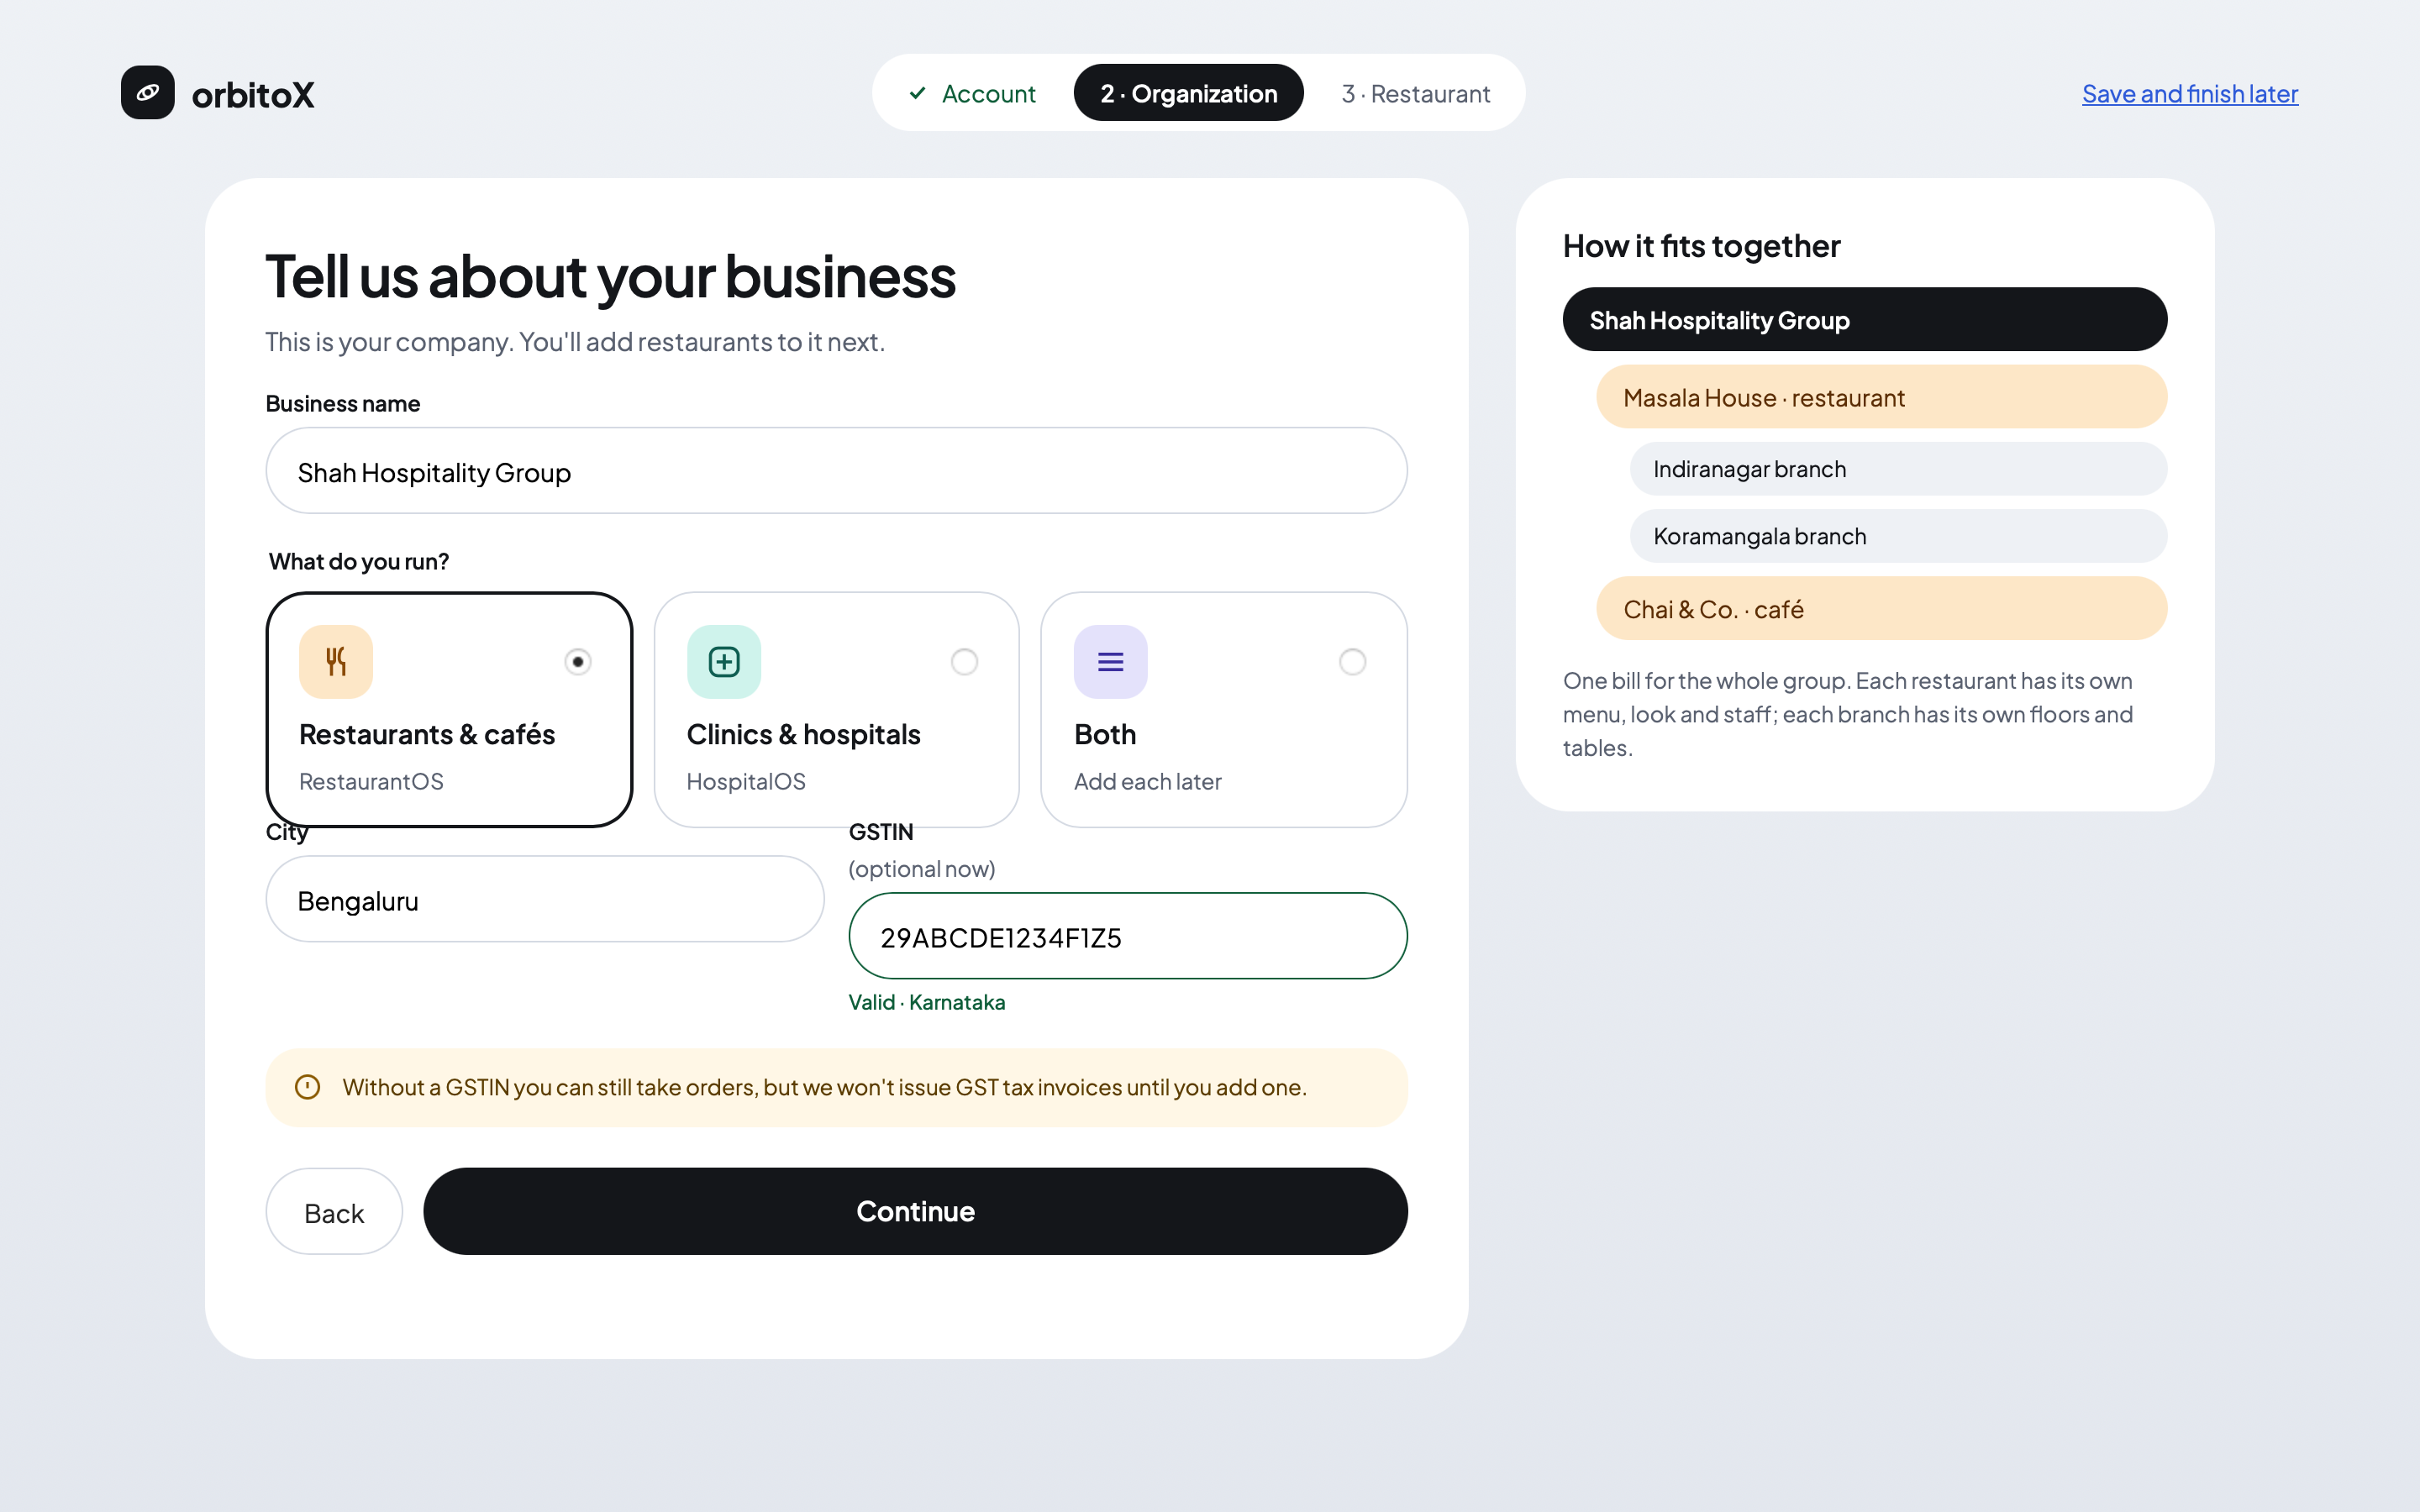 orbitoX
Account
2 · Organization
3 · Restaurant
Save and finish later
Tell us about your business
This is your company. You'll add restaurants to it next.
Business name
Shah Hospitality Group
What do you run?
Restaurants & cafés
RestaurantOS
Clinics & hospitals
HospitalOS
Both
Add each later
City
Bengaluru
GSTIN
(optional now)
29ABCDE1234F1Z5
Valid · Karnataka
Without a GSTIN you can still take orders, but we won't issue GST tax invoices until you add one.
Back
Continue
How it fits together
Shah Hospitality Group
Masala House · restaurant
Indiranagar branch
Koramangala branch
Chai & Co. · café
One bill for the whole group. Each restaurant has its own
menu, look and staff; each branch has its own floors and
tables.